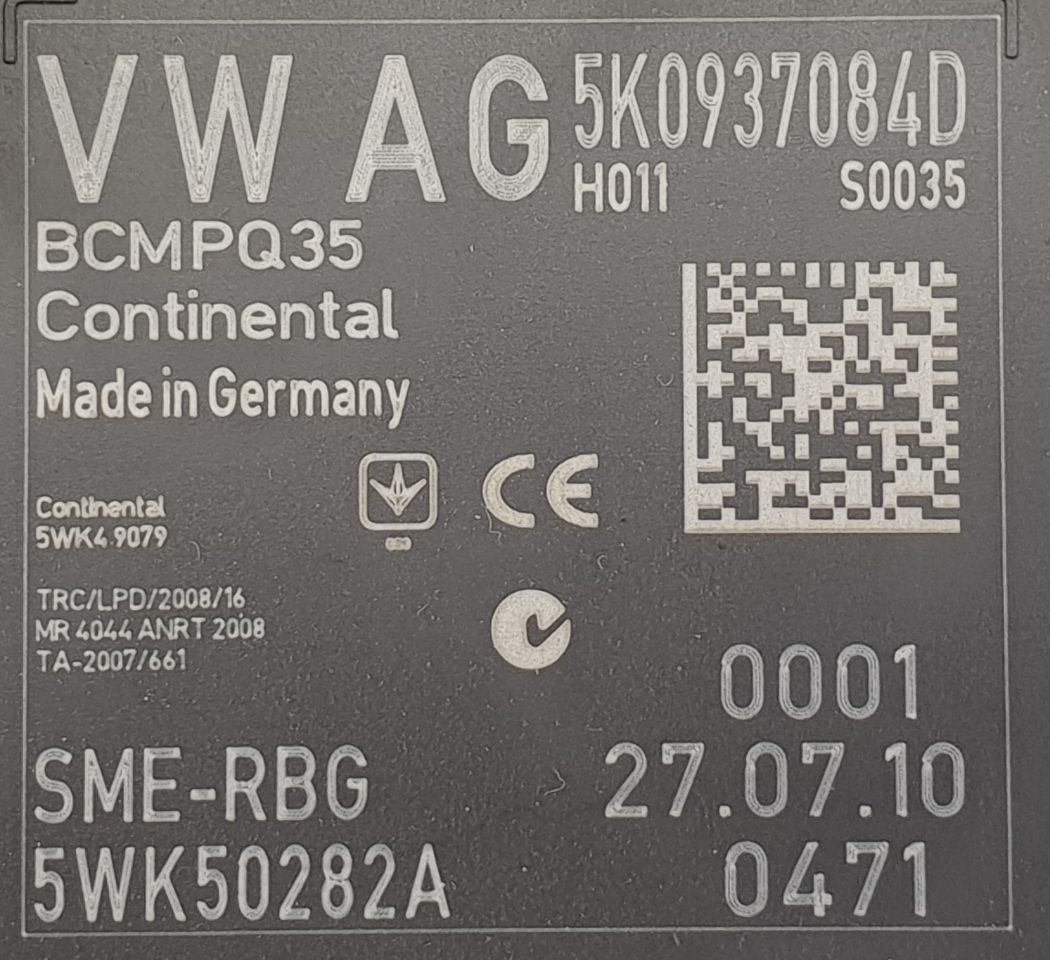 VW AG 5K0937084D
H011 S0035
BCMPQ35
Continental
Made in Germany
CE
Continental
5WK4 9079
TRC/LPD/2008/16
MR 4044 ANRT 2008
TA-2007/661
0001
SME-RBG 27.07.10
5WK50282A 0471